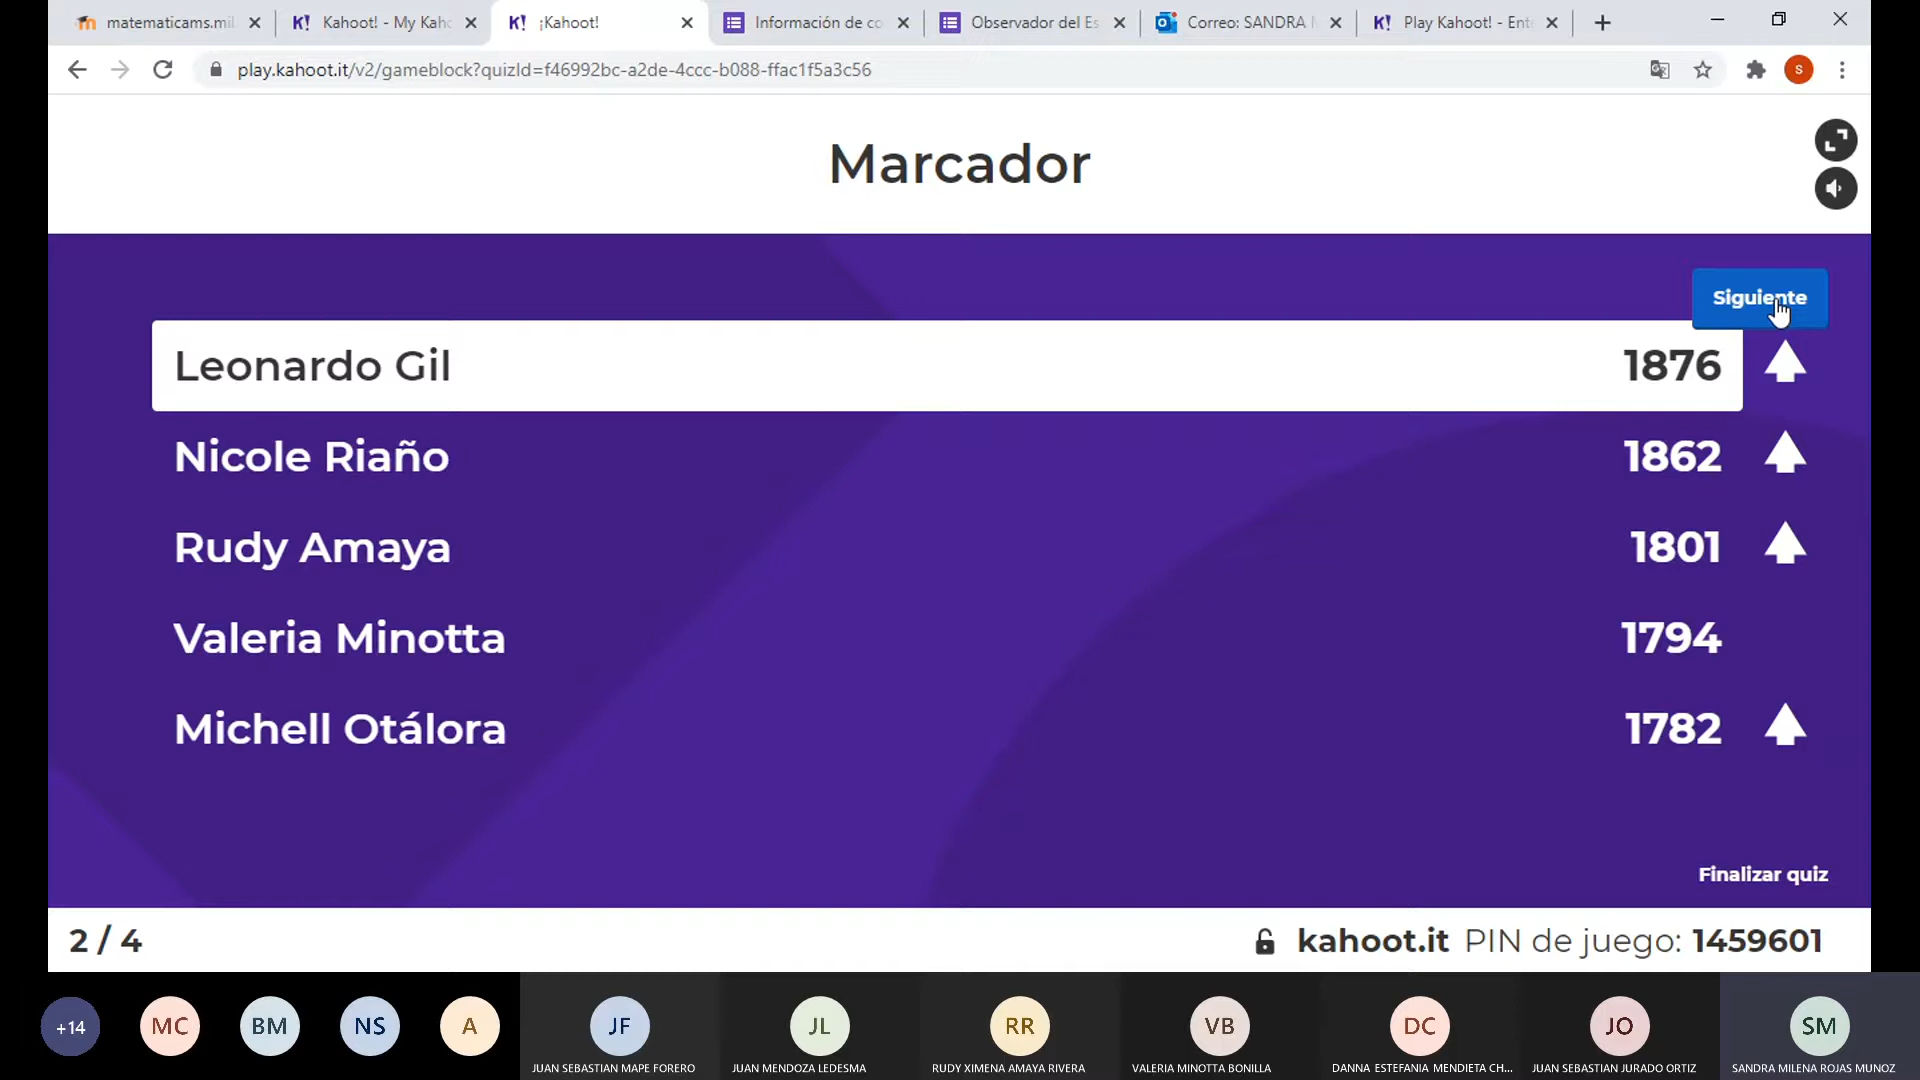 matematicams.mil
K! Kahoot! - My Kaho
K! ¡Kahoot!
Información de co
Observador del Es
Correo: SANDRA
K! Play Kahoot! - Ente
play.kahoot.it/v2/gameblock?quizId=f46992bc-a2de-4ccc-b088-ffac1f5a3c56
S
Marcador
Siguiente
Leonardo Gil 1876
Nicole Riaño 1862
Rudy Amaya 1801
Valeria Minotta 1794
Michell Otálora 1782
Finalizar quiz
2 / 4
kahoot.it PIN de juego: 1459601
+14 MC BM NS A JF JL RR VB DC JO SM
JUAN SEBASTIAN MAPE FORERO
JUAN MENDOZA LEDESMA
RUDY XIMENA AMAYA RIVERA
VALERIA MINOTTA BONILLA
DANNA ESTEFANIA MENDIETA CH...
JUAN SEBASTIAN JURADO ORTIZ
SANDRA MILENA ROJAS MUNOZ